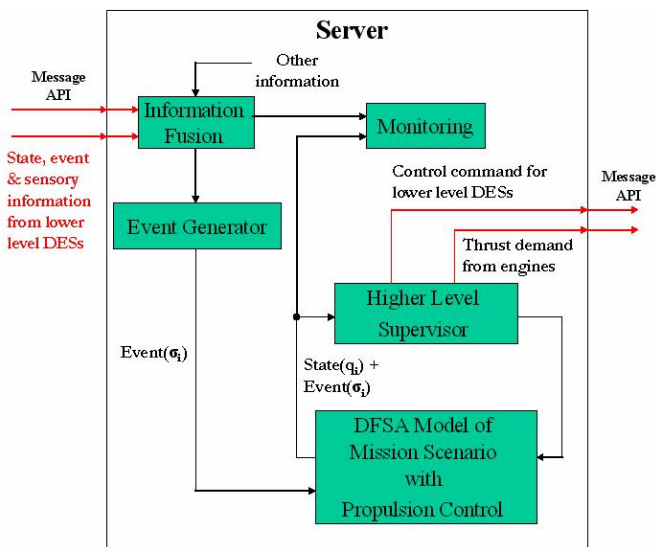 Server
Other
information
Message
API
Information
Fusion
Monitoring
State, event
& sensory
information
from lower
level DESs
Control command for
lower level DESs
Message
API
Event Generator
Thrust demand
from engines
Higher Level
Supervisor
Event(σi)
State(qi) +
Event(σi)
DFSA Model of
Mission Scenario
with
Propulsion Control